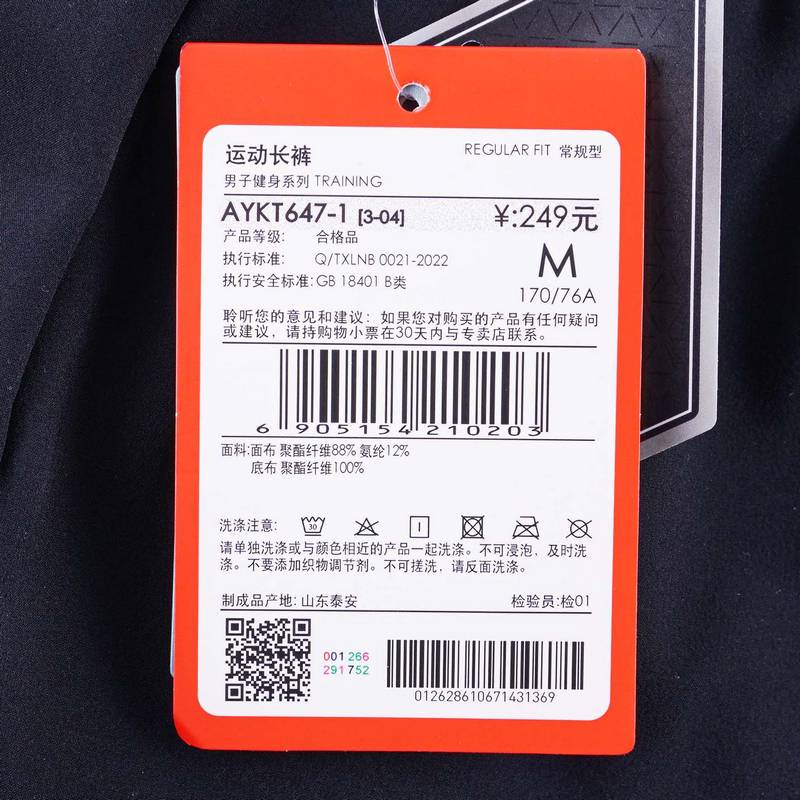 运动长裤
REGULAR FIT 常规型
男子健身系列 TRAINING
AYKT647-1 [3-04]
¥:249元
产品等级: 合格品
执行标准: Q/TXLNB 0021-2022
M
执行安全标准:GB 18401 B类
170/76A
聆听您的意见和建议: 如果您对购买的产品有任何疑问
或建议, 请持购物小票在30天内与专卖店联系。
6 905154 210203
面料:面布 聚酯纤维88% 氨纶12%
底布 聚酯纤维100%
洗涤注意: 30
请单独洗涤或与颜色相近的产品一起洗涤。不可浸泡, 及时洗
涤。不要添加织物调节剂。不可搓洗, 请反面洗涤。
制成品产地: 山东泰安
检验员:检01
001266
291752
012628610671431369